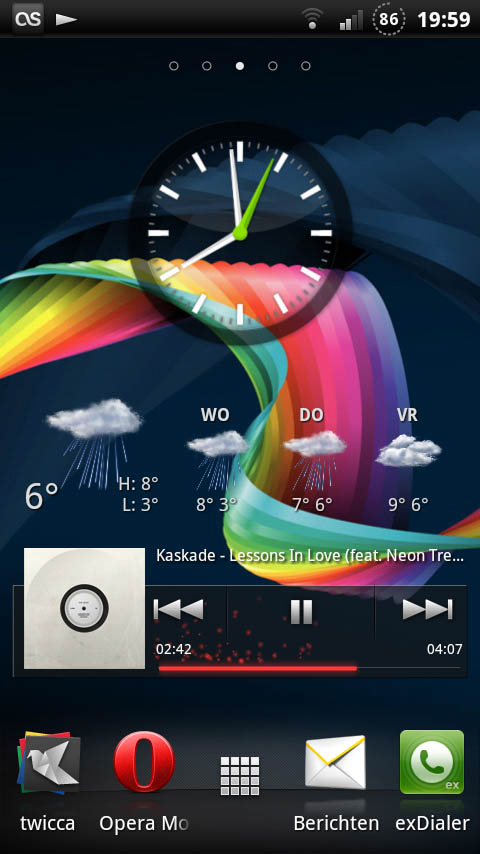 86 19:59
WO DO VR
6° H: 8°
L: 3°
8° 3° 7° 6° 9° 6°
Kaskade - Lessons In Love (feat. Neon Tre...
02:42 04:07
ex
twicca Opera Mo Berichten exDialer